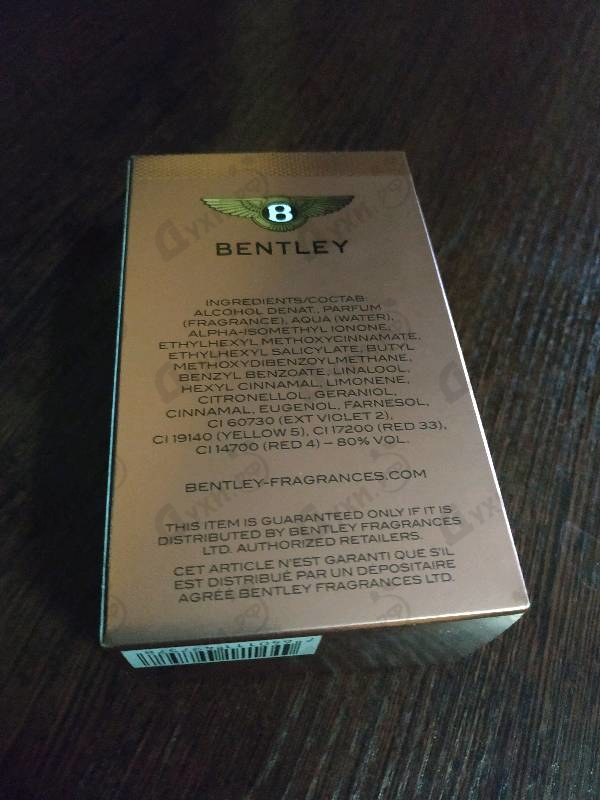 B
BENTLEY
INGREDIENTS/СОСТАВ:
ALCOHOL DENAT., PARFUM
(FRAGRANCE), AQUA (WATER),
ALPHA-ISOMETHYL IONONE,
ETHYLHEXYL METHOXYCINNAMATE,
ETHYLHEXYL SALICYLATE, BUTYL
METHOXYDIBENZOYLMETHANE,
BENZYL BENZOATE, LINALOOL,
HEXYL CINNAMAL, LIMONENE,
CITRONELLOL, GERANIOL,
CINNAMAL, EUGENOL, FARNESOL,
CI 60730 (EXT VIOLET 2),
CI 19140 (YELLOW 5), CI 17200 (RED 33),
CI 14700 (RED 4) – 80% VOL.
BENTLEY-FRAGRANCES.COM
THIS ITEM IS GUARANTEED ONLY IF IT IS
DISTRIBUTED BY BENTLEY FRAGRANCES
LTD. AUTHORIZED RETAILERS.
CET ARTICLE N'EST GARANTI QUE S'IL
EST DISTRIBUÉ PAR UN DÉPOSITAIRE
AGRÉÉ BENTLEY FRAGRANCES LTD.